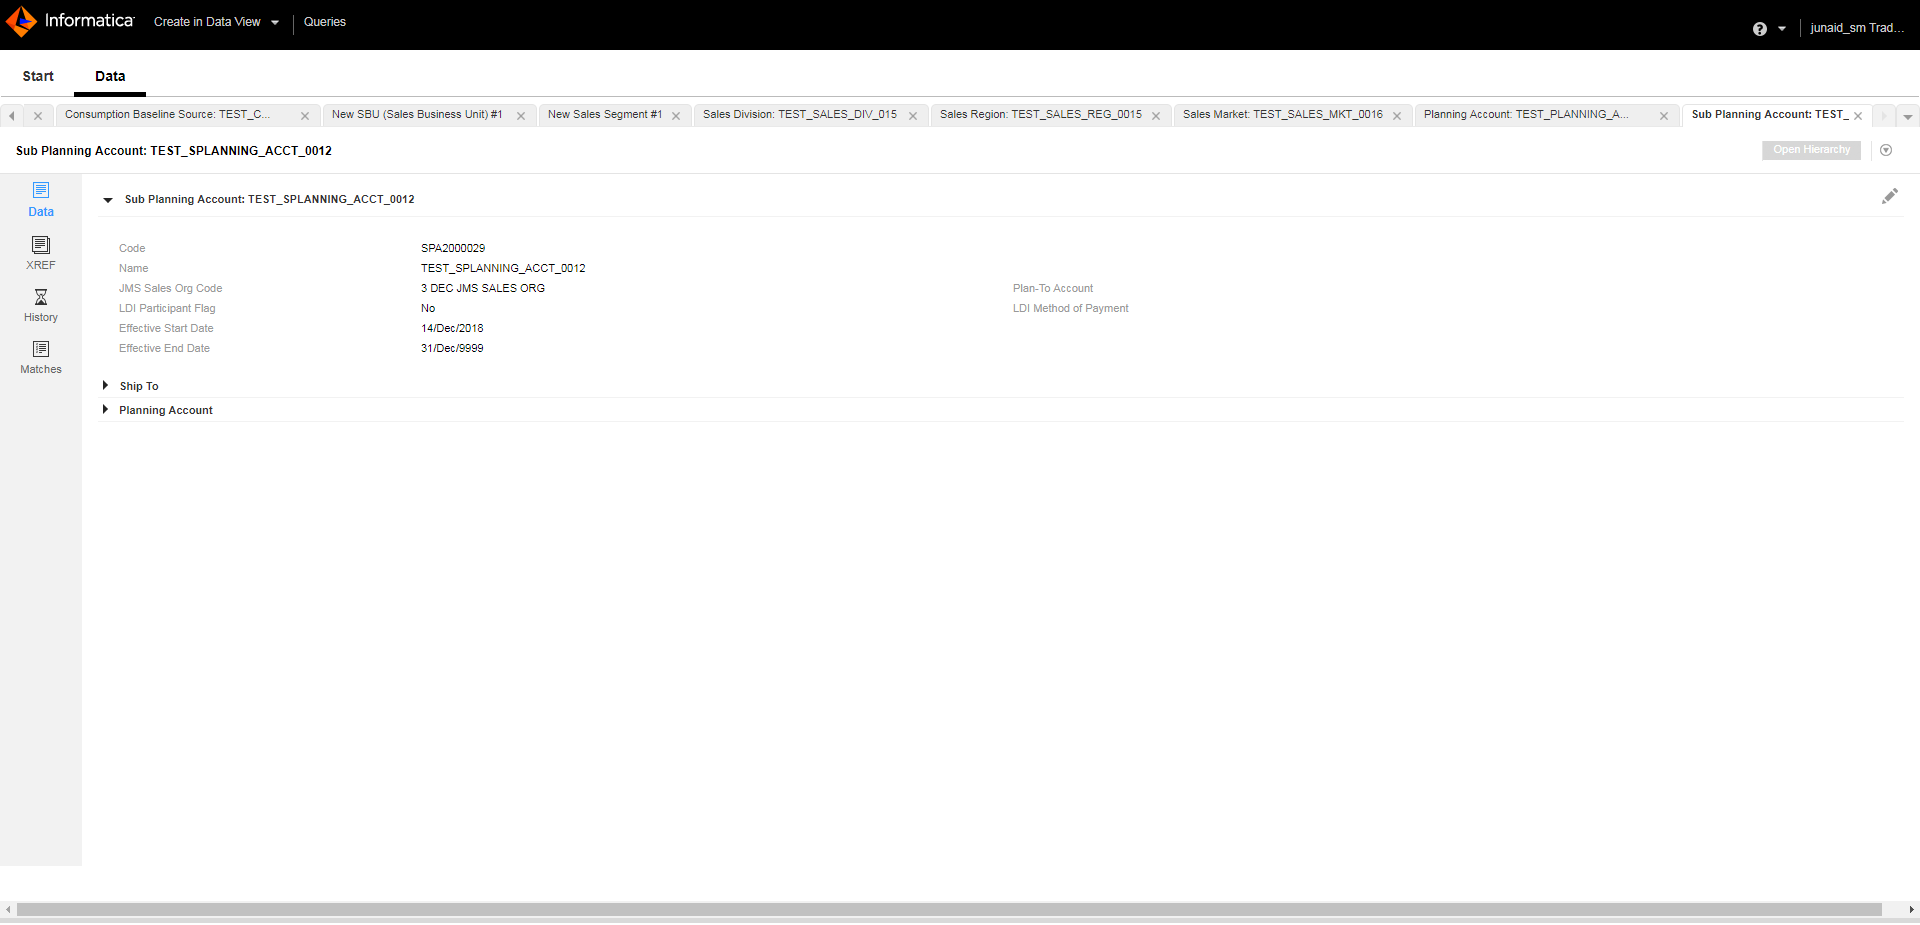 Informatica Create in Data View Queries ? junaid_sm Trad...
Start Data
Consumption Baseline Source: TEST_C... New SBU (Sales Business Unit) #1 New Sales Segment #1 Sales Division: TEST_SALES_DIV_015 Sales Region: TEST_SALES_REG_0015 Sales Market: TEST_SALES_MKT_0016 Planning Account: TEST_PLANNING_A... Sub Planning Account: TEST_
Sub Planning Account: TEST_SPLANNING_ACCT_0012 Open Hierarchy
Data
XREF
History
Matches
Sub Planning Account: TEST_SPLANNING_ACCT_0012
Code SPA2000029
Name TEST_SPLANNING_ACCT_0012
JMS Sales Org Code 3 DEC JMS SALES ORG Plan-To Account
LDI Participant Flag No LDI Method of Payment
Effective Start Date 14/Dec/2018
Effective End Date 31/Dec/9999
Ship To
Planning Account